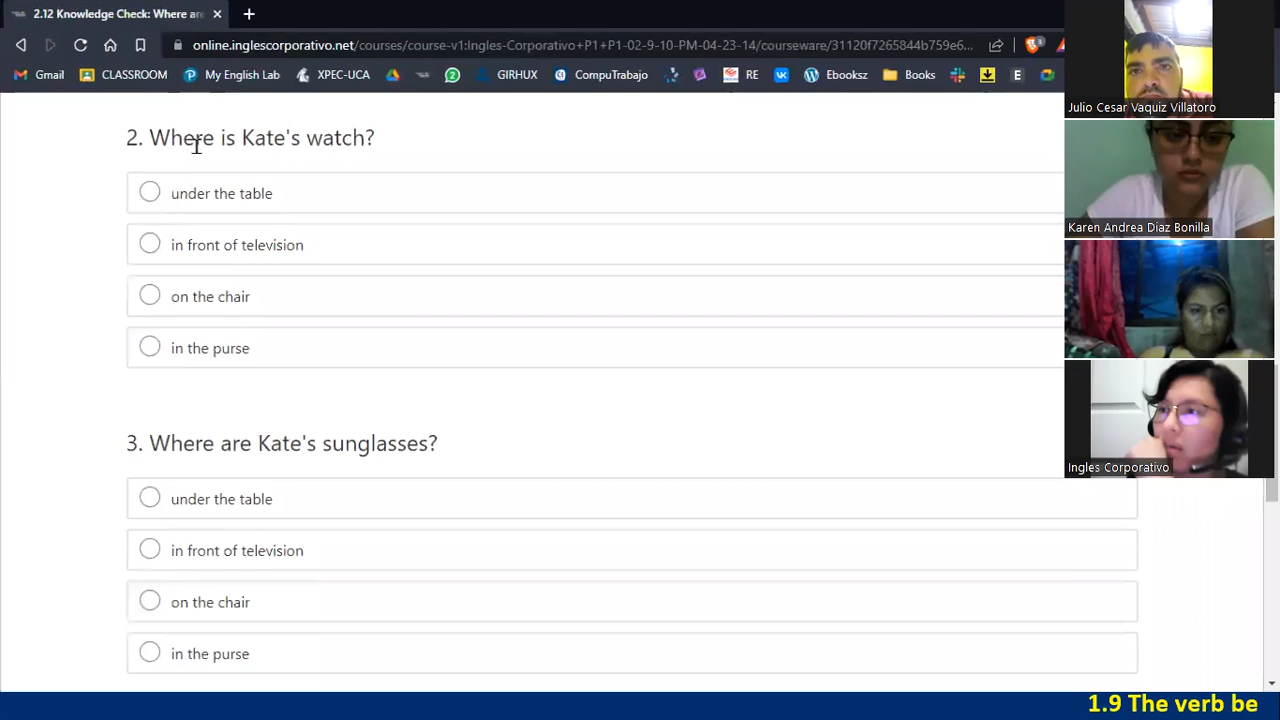 2.12 Knowledge Check: Where are
online.inglescorporativo.net/courses/course-v1:Ingles-Corporativo+P1+P1-02-9-10-PM-04-23-14/courseware/31120f7265844b759e6...
3
Gmail CLASSROOM My English Lab XPEC-UCA 2 GIRHUX CompuTrabajo RE Ebooksz Books E
Julio Cesar Vaquiz Villatoro
2. Where is Kate's watch?
under the table
in front of television
on the chair
in the purse
Karen Andrea Díaz Bonilla
Ingles Corporativo
3. Where are Kate's sunglasses?
under the table
in front of television
on the chair
in the purse
1.9 The verb be